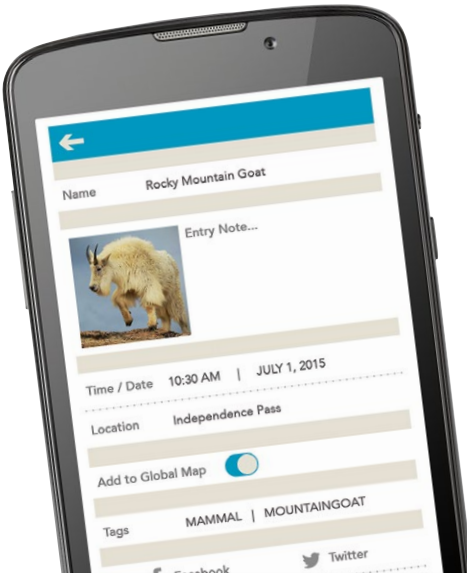 Name Rocky Mountain Goat
Entry Note...
Time / Date 10:30 AM | JULY 1, 2015
Location Independence Pass
Add to Global Map
Tags MAMMAL | MOUNTAINGOAT
Facebook Twitter